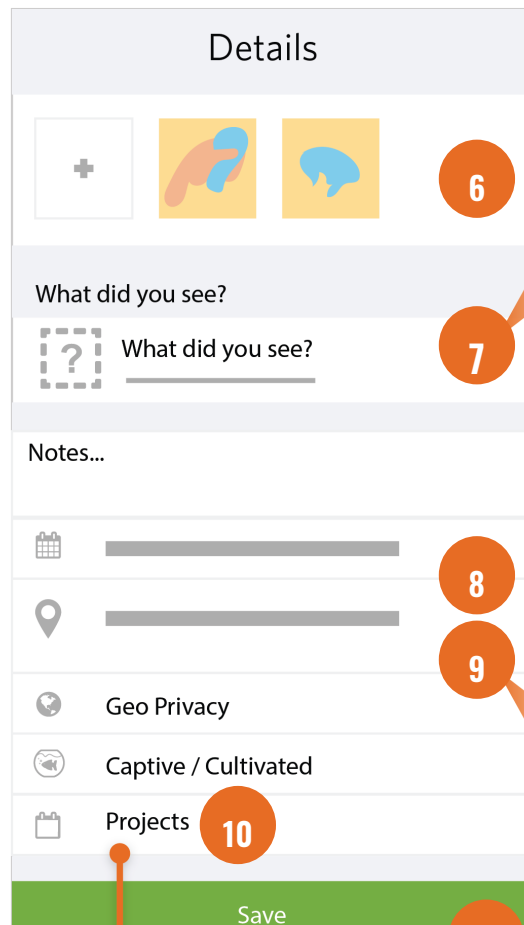 Details
6
What did you see?
?
What did you see?
7
Notes...
8
9
Geo Privacy
Captive / Cultivated
Projects
10
Save